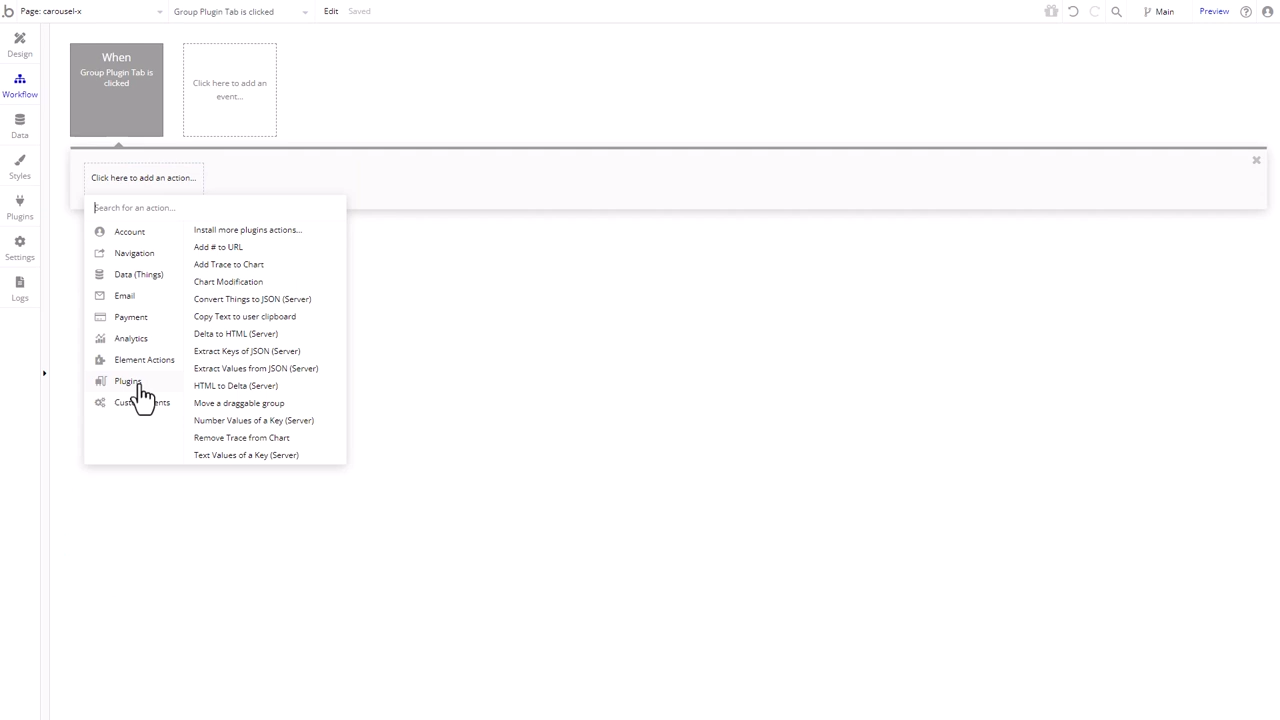 Page: carousel-x
Group Plugin Tab is clicked
Edit
Saved
Main
Preview
Design
Workflow
Data
Styles
Plugins
Settings
Logs
When
Group Plugin Tab is
clicked
Click here to add an
event...
Click here to add an action...
Search for an action...
Account
Navigation
Data (Things)
Email
Payment
Analytics
Element Actions
Plugins
Install more plugins actions...
Add # to URL
Add Trace to Chart
Chart Modification
Convert Things to JSON (Server)
Copy Text to user clipboard
Delta to HTML (Server)
Extract Keys of JSON (Server)
Extract Values from JSON (Server)
HTML to Delta (Server)
Move a draggable group
Number Values of a Key (Server)
Remove Trace from Chart
Text Values of a Key (Server)